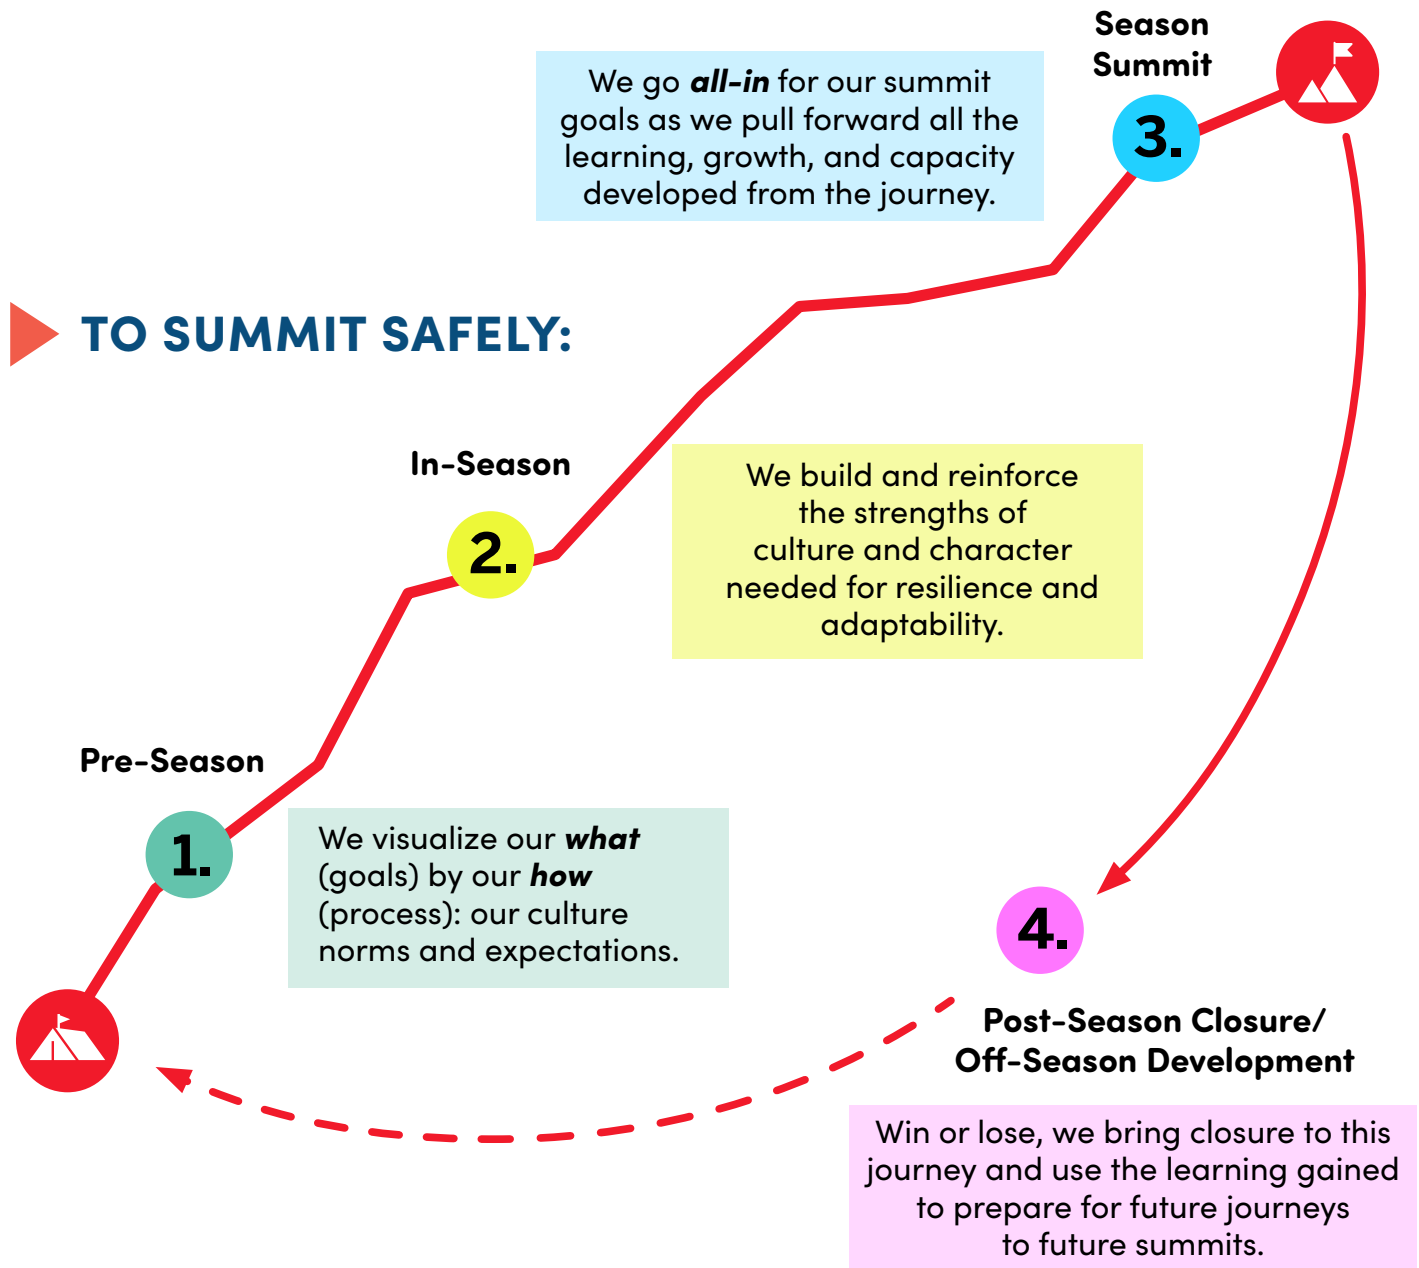 Season
Summit
3.
We go all-in for our summit
goals as we pull forward all the
learning, growth, and capacity
developed from the journey.
TO SUMMIT SAFELY:
In-Season
2.
We build and reinforce
the strengths of
culture and character
needed for resilience and
adaptability.
Pre-Season
1.
We visualize our what
(goals) by our how
(process): our culture
norms and expectations.
4.
Post-Season Closure/
Off-Season Development
Win or lose, we bring closure to this
journey and use the learning gained
to prepare for future journeys
to future summits.